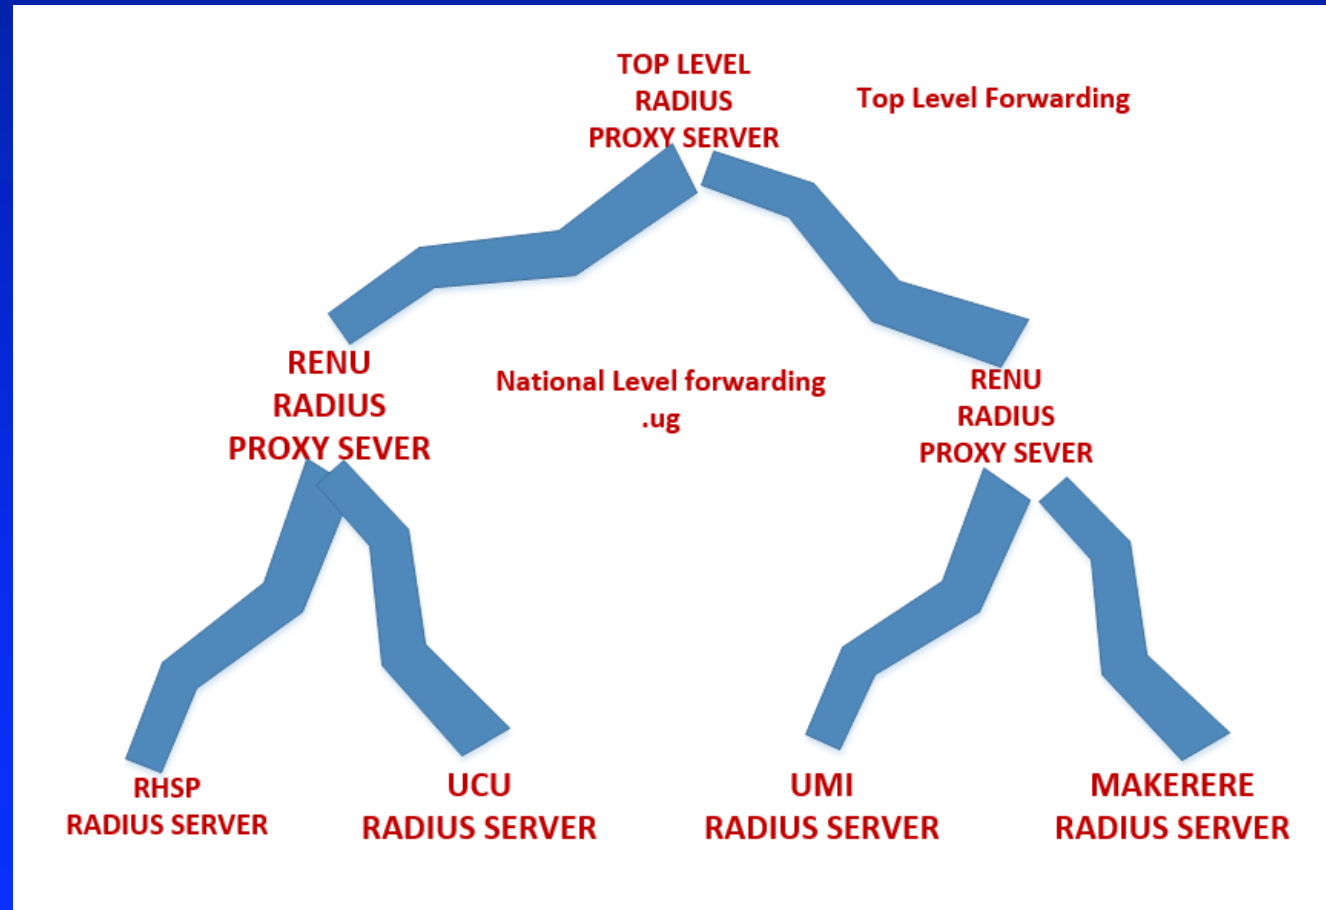 TOP LEVEL
RADIUS
PROXY SERVER
Top Level Forwarding
RENU
RADIUS
PROXY SEVER
National Level forwarding
.ug
RENU
RADIUS
PROXY SEVER
RHSP
RADIUS SERVER
UCU
RADIUS SERVER
UMI
RADIUS SERVER
MAKERERE
RADIUS SERVER